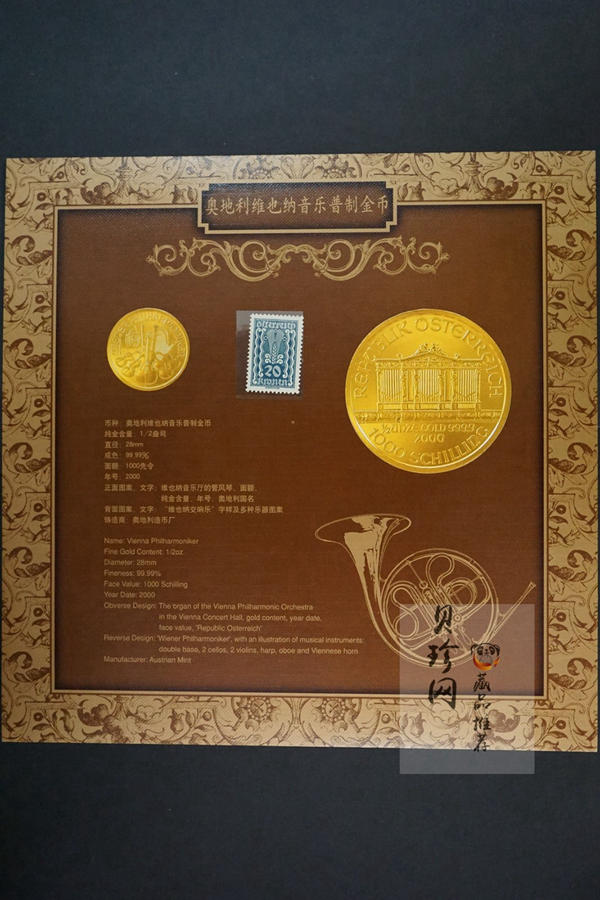 奥地利维也纳音乐普制金币
österreich
20
Kronen
REPUBLIK ÖSTERREICH
1/2 OZ. GOLD 999.9
2000
1000 SCHILLING
币种：奥地利维也纳音乐普制金币
纯金含量：1/2盎司
直径：28mm
成色：99.99%
面额：1000先令
年号：2000
正面图案、文字：维也纳音乐厅的管风琴、面额、
纯金含量、年号、奥地利国名
背面图案、文字：“维也纳交响乐”字样及多种乐器图案
铸造商：奥地利造币厂
Name: Vienna Philharmoniker
Fine Gold Content: 1/2oz
Diameter: 28mm
Fineness: 99.99%
Face Value: 1000 Schilling
Year Date: 2000
Obverse Design: The organ of the Vienna Philharmonic Orchestra
in the Vienna Concert Hall, gold content, year date,
face value, 'Republic Osterreich'
Reverse Design: 'Wiener Philharmoniker', with an illustration of musical instruments:
double bass, 2 cellos, 2 violins, harp, oboe and Viennese horn
Manufacturer: Austrian Mint
贝珍网
藏品推荐